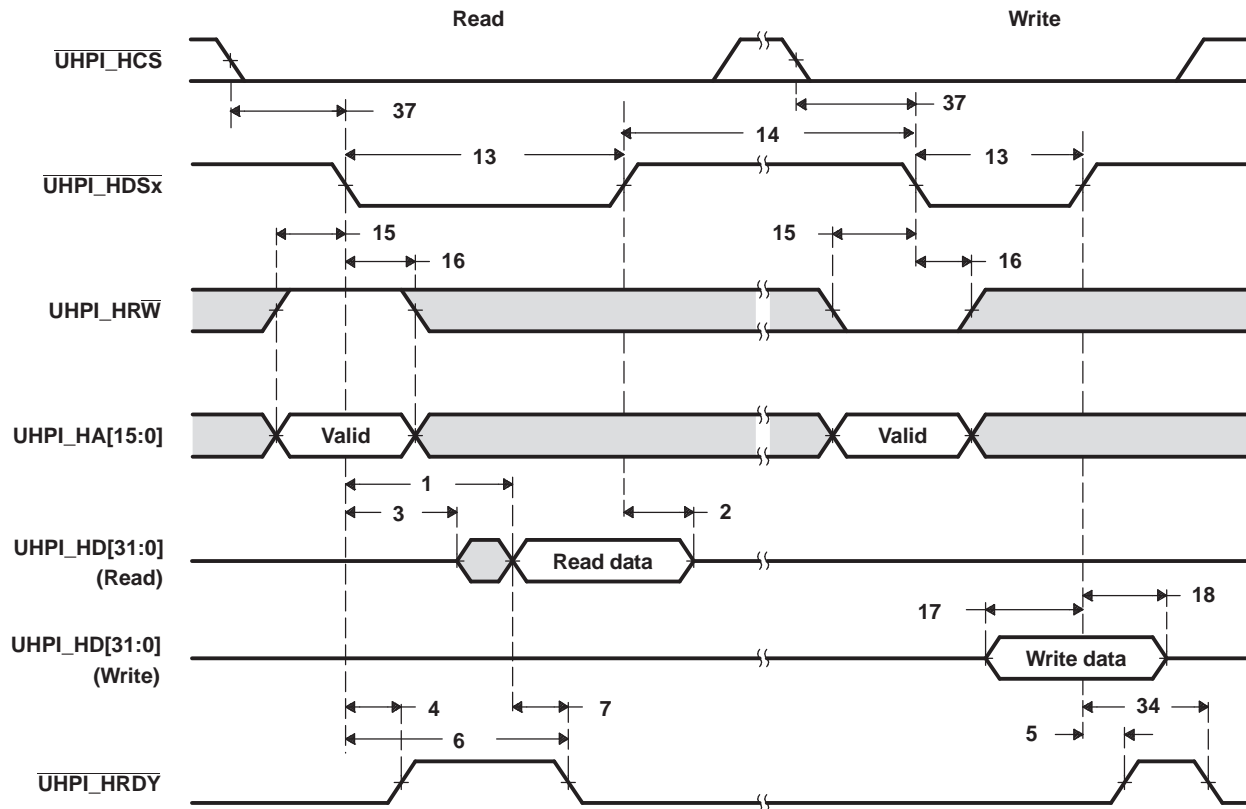 Read Write
UHPI_HCS
37 37
14
13 13
UHPI_HDSx
15 15
16 16
UHPI_HRW
UHPI_HA[15:0] Valid Valid
1
3 2
UHPI_HD[31:0]
(Read)
Read data
17 18
UHPI_HD[31:0]
(Write)
Write data
4 7 34
6 5
UHPI_HRDY